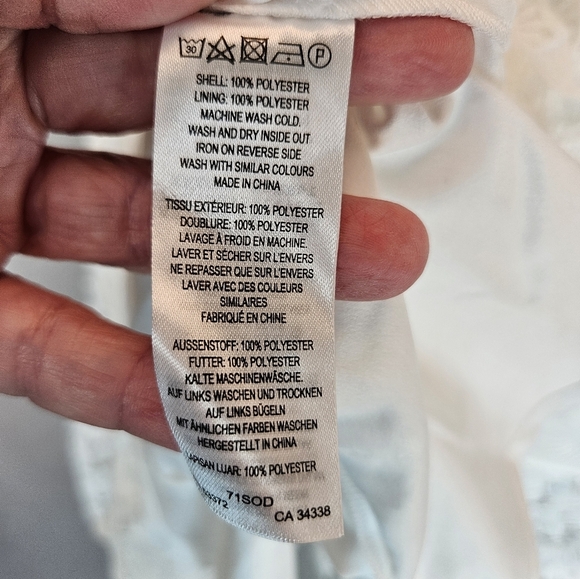 30 P
SHELL: 100% POLYESTER
LINING: 100% POLYESTER
MACHINE WASH COLD.
WASH AND DRY INSIDE OUT
IRON ON REVERSE SIDE
WASH WITH SIMILAR COLOURS
MADE IN CHINA
TISSU EXTÉRIEUR: 100% POLYESTER
DOUBLURE: 100% POLYESTER
LAVAGE À FROID EN MACHINE.
LAVER ET SÉCHER SUR L'ENVERS
NE REPASSER QUE SUR L'ENVERS
LAVER AVEC DES COULEURS
SIMILAIRES
FABRIQUÉ EN CHINE
AUSSENSTOFF: 100% POLYESTER
FUTTER: 100% POLYESTER
KALTE MASCHINENWÄSCHE.
AUF LINKS WASCHEN UND TROCKNEN
AUF LINKS BÜGELN
MIT ÄHNLICHEN FARBEN WASCHEN
HERGESTELLT IN CHINA
LAPISAN LUAR: 100% POLYESTER
71SOD
CA 34338